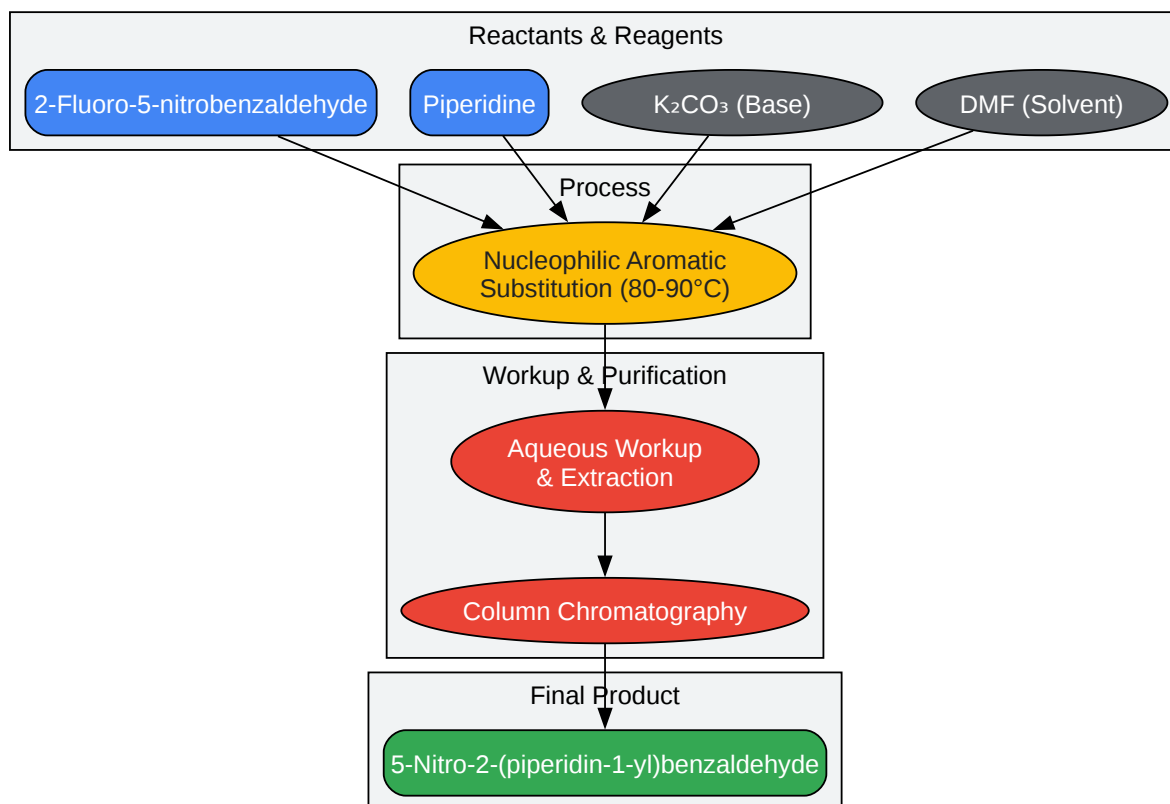 Reactants & Reagents
2-Fluoro-5-nitrobenzaldehyde
Piperidine
K₂CO₃ (Base)
DMF (Solvent)
Process
Nucleophilic Aromatic
Substitution (80-90°C)
Workup & Purification
Aqueous Workup
& Extraction
Column Chromatography
Final Product
5-Nitro-2-(piperidin-1-yl)benzaldehyde